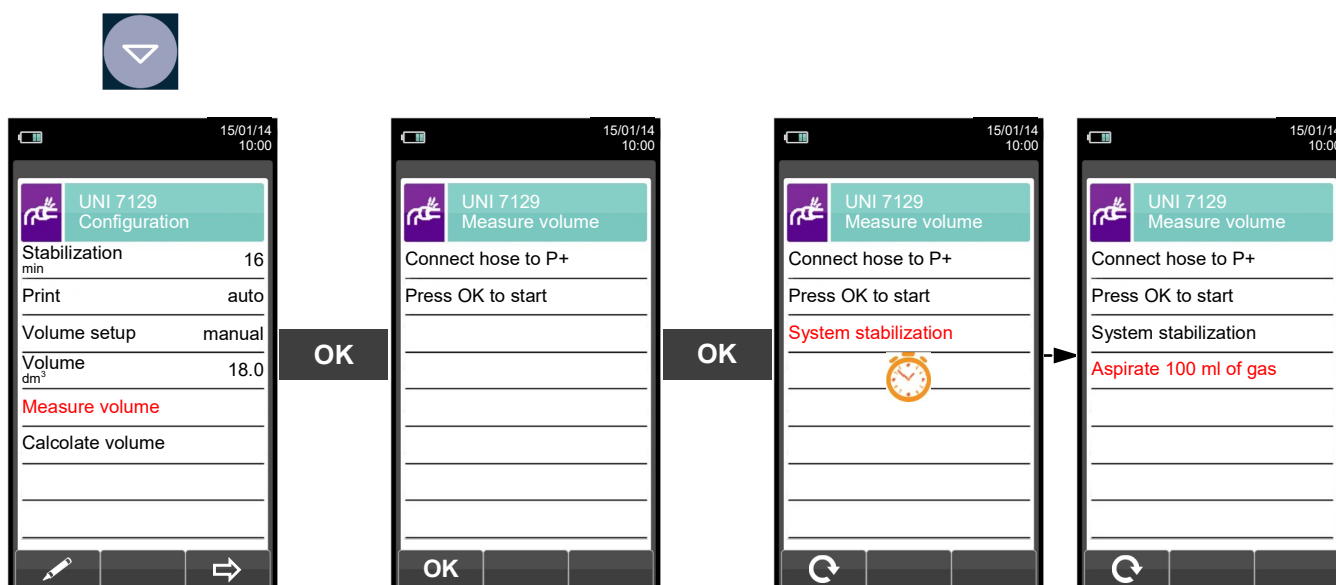 15/01/14
10:00
UNI 7129
Configuration
Stabilization
min
16
Print
auto
Volume setup
manual
Volume
dm³
18.0
Measure volume
Calcolate volume
OK
15/01/14
10:00
UNI 7129
Measure volume
Connect hose to P+
Press OK to start
OK
OK
15/01/14
10:00
UNI 7129
Measure volume
Connect hose to P+
Press OK to start
System stabilization
15/01/14
10:00
UNI 7129
Measure volume
Connect hose to P+
Press OK to start
System stabilization
Aspirate 100 ml of gas